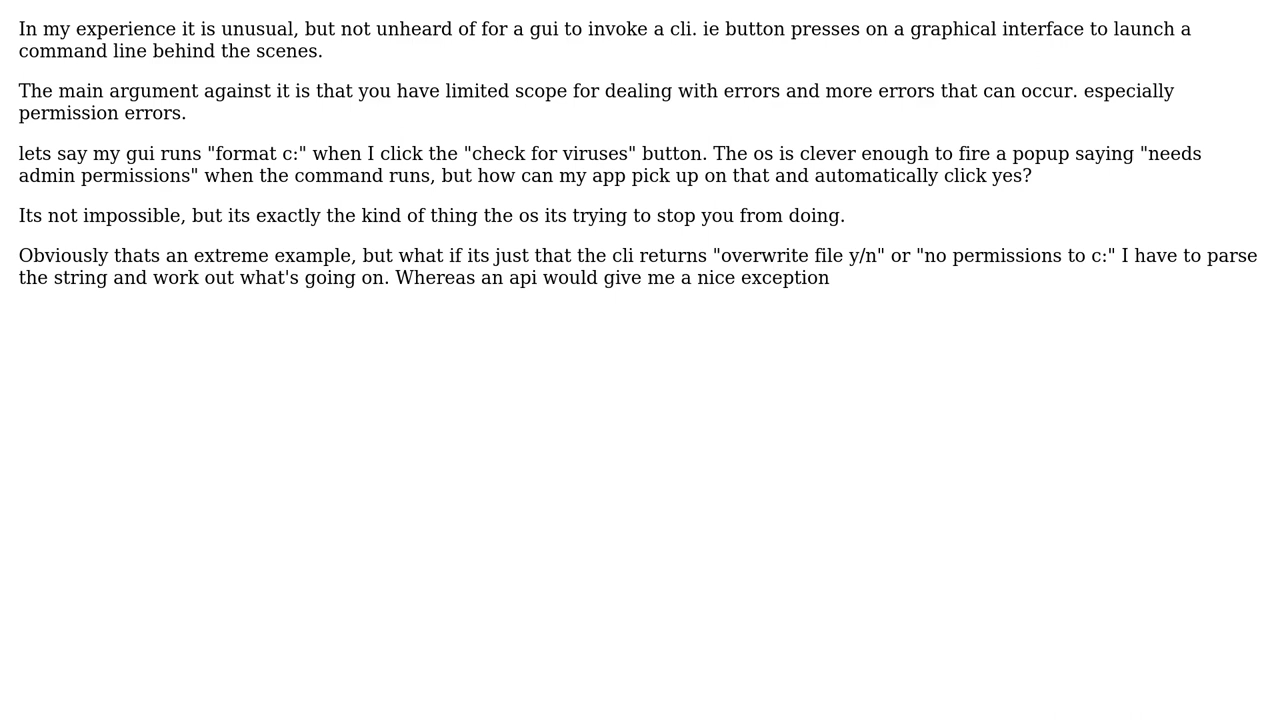 In my experience it is unusual, but not unheard of for a gui to invoke a cli. ie button presses on a graphical interface to launch a
command line behind the scenes.
The main argument against it is that you have limited scope for dealing with errors and more errors that can occur. especially
permission errors.
lets say my gui runs "format c:" when I click the "check for viruses" button. The os is clever enough to fire a popup saying "needs
admin permissions" when the command runs, but how can my app pick up on that and automatically click yes?
Its not impossible, but its exactly the kind of thing the os its trying to stop you from doing.
Obviously thats an extreme example, but what if its just that the cli returns "overwrite file y/n" or "no permissions to c:" I have to parse
the string and work out what's going on. Whereas an api would give me a nice exception